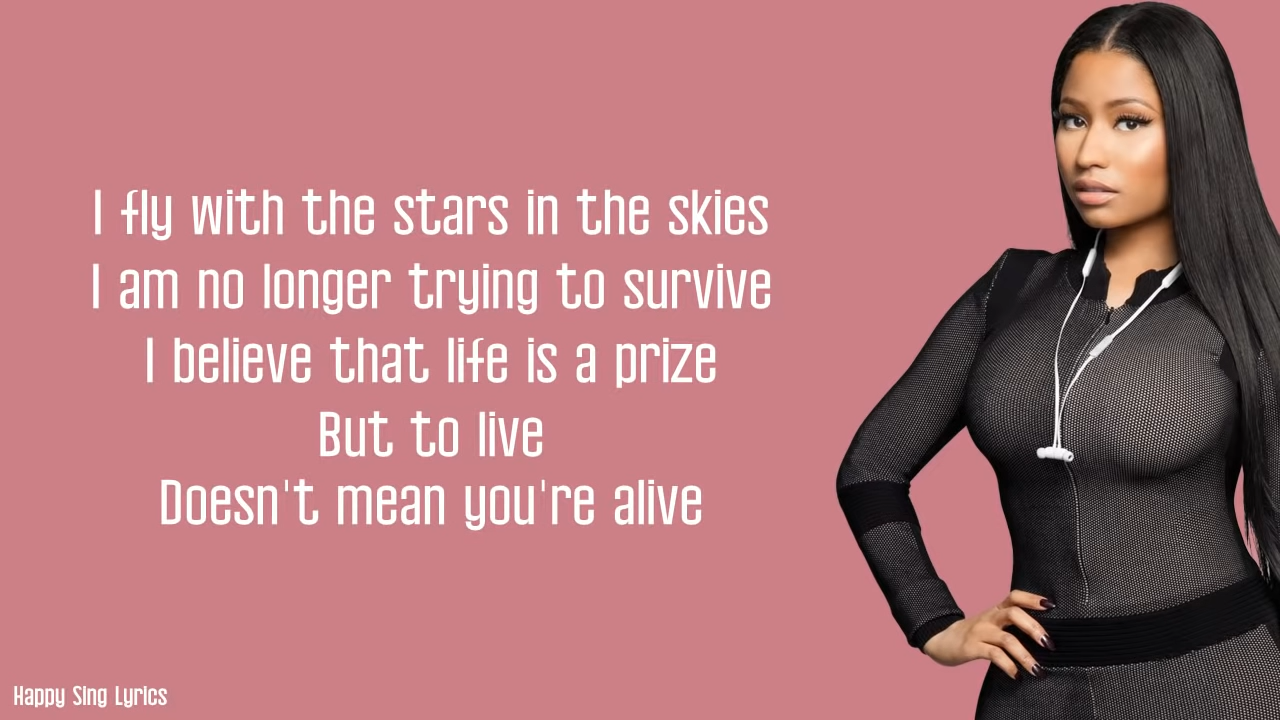 I fly with the stars in the skies
I am no longer trying to survive
I believe that life is a prize
But to live
Doesn't mean you're alive
Happy Sing Lyrics